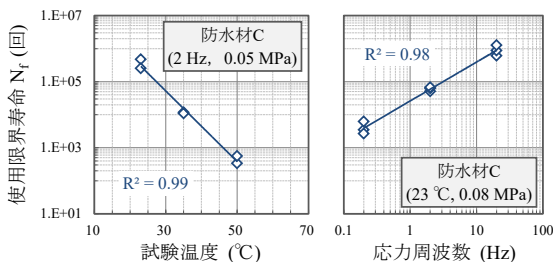 使用限界寿命 N_f (回)
1.E+07
1.E+05
1.E+03
1.E+01
防水材C
(2 Hz, 0.05 MPa)
R² = 0.99
10 30 50 70
試験温度 (℃)
R² = 0.98
防水材C
(23 ℃, 0.08 MPa)
0.1 1 10 100
応力周波数 (Hz)